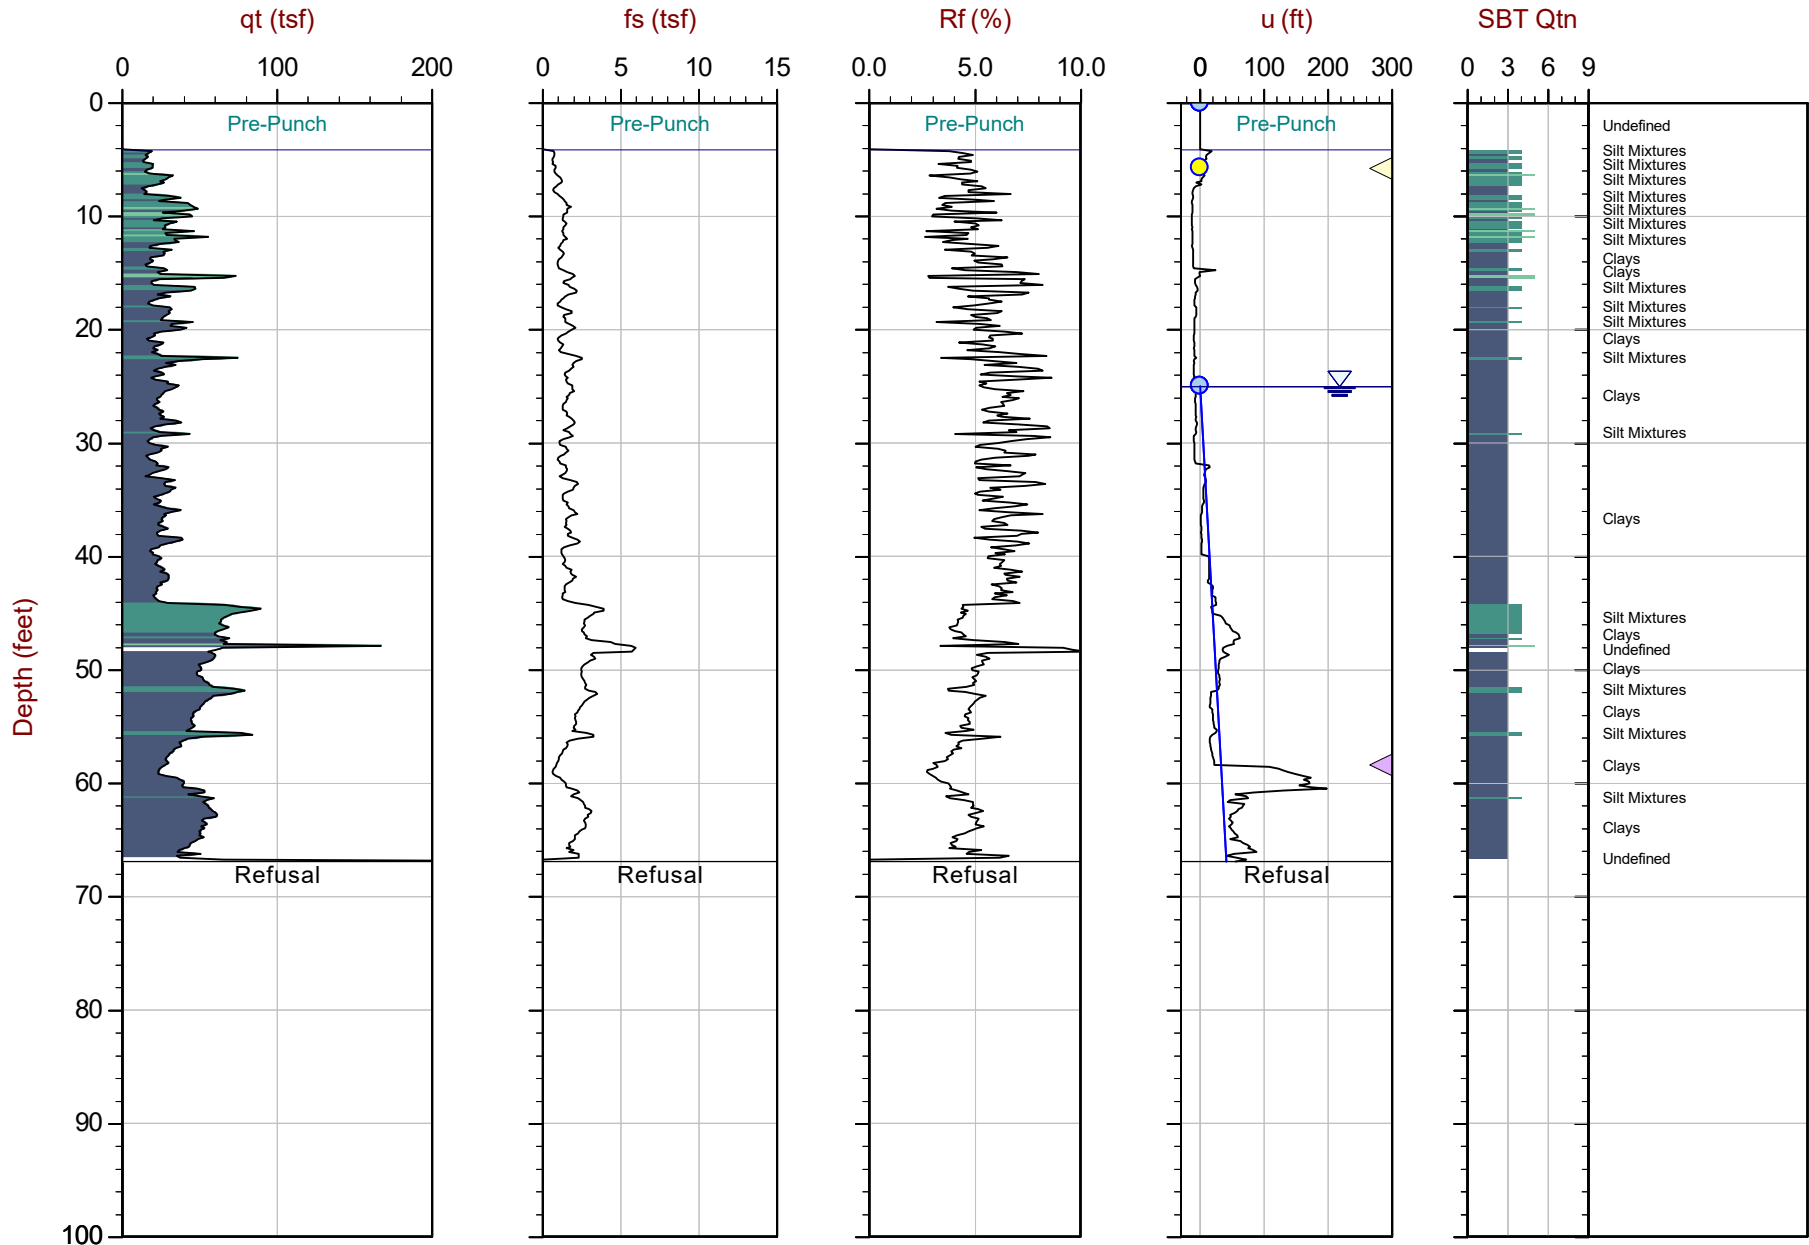 qt (tsf) fs (tsf) Rf (%) u (ft) SBT Qtn
0 100 200 0 5 10 15 0.0 5.0 10.0 0 100 200 300 0 3 6 9
0
Pre-Punch Pre-Punch Pre-Punch Pre-Punch
Undefined
Silt Mixtures
Silt Mixtures
Silt Mixtures
Silt Mixtures
Silt Mixtures
10
Silt Mixtures
Silt Mixtures
Clays
Clays
Silt Mixtures
Silt Mixtures
Silt Mixtures
20
Clays
Silt Mixtures
Clays
Silt Mixtures
30
Clays
40
Silt Mixtures
Clays
Undefined
Clays
50
Silt Mixtures
Clays
Silt Mixtures
Clays
60
Silt Mixtures
Clays
Undefined
Refusal Refusal Refusal Refusal
70
80
90
100
Depth (feet)